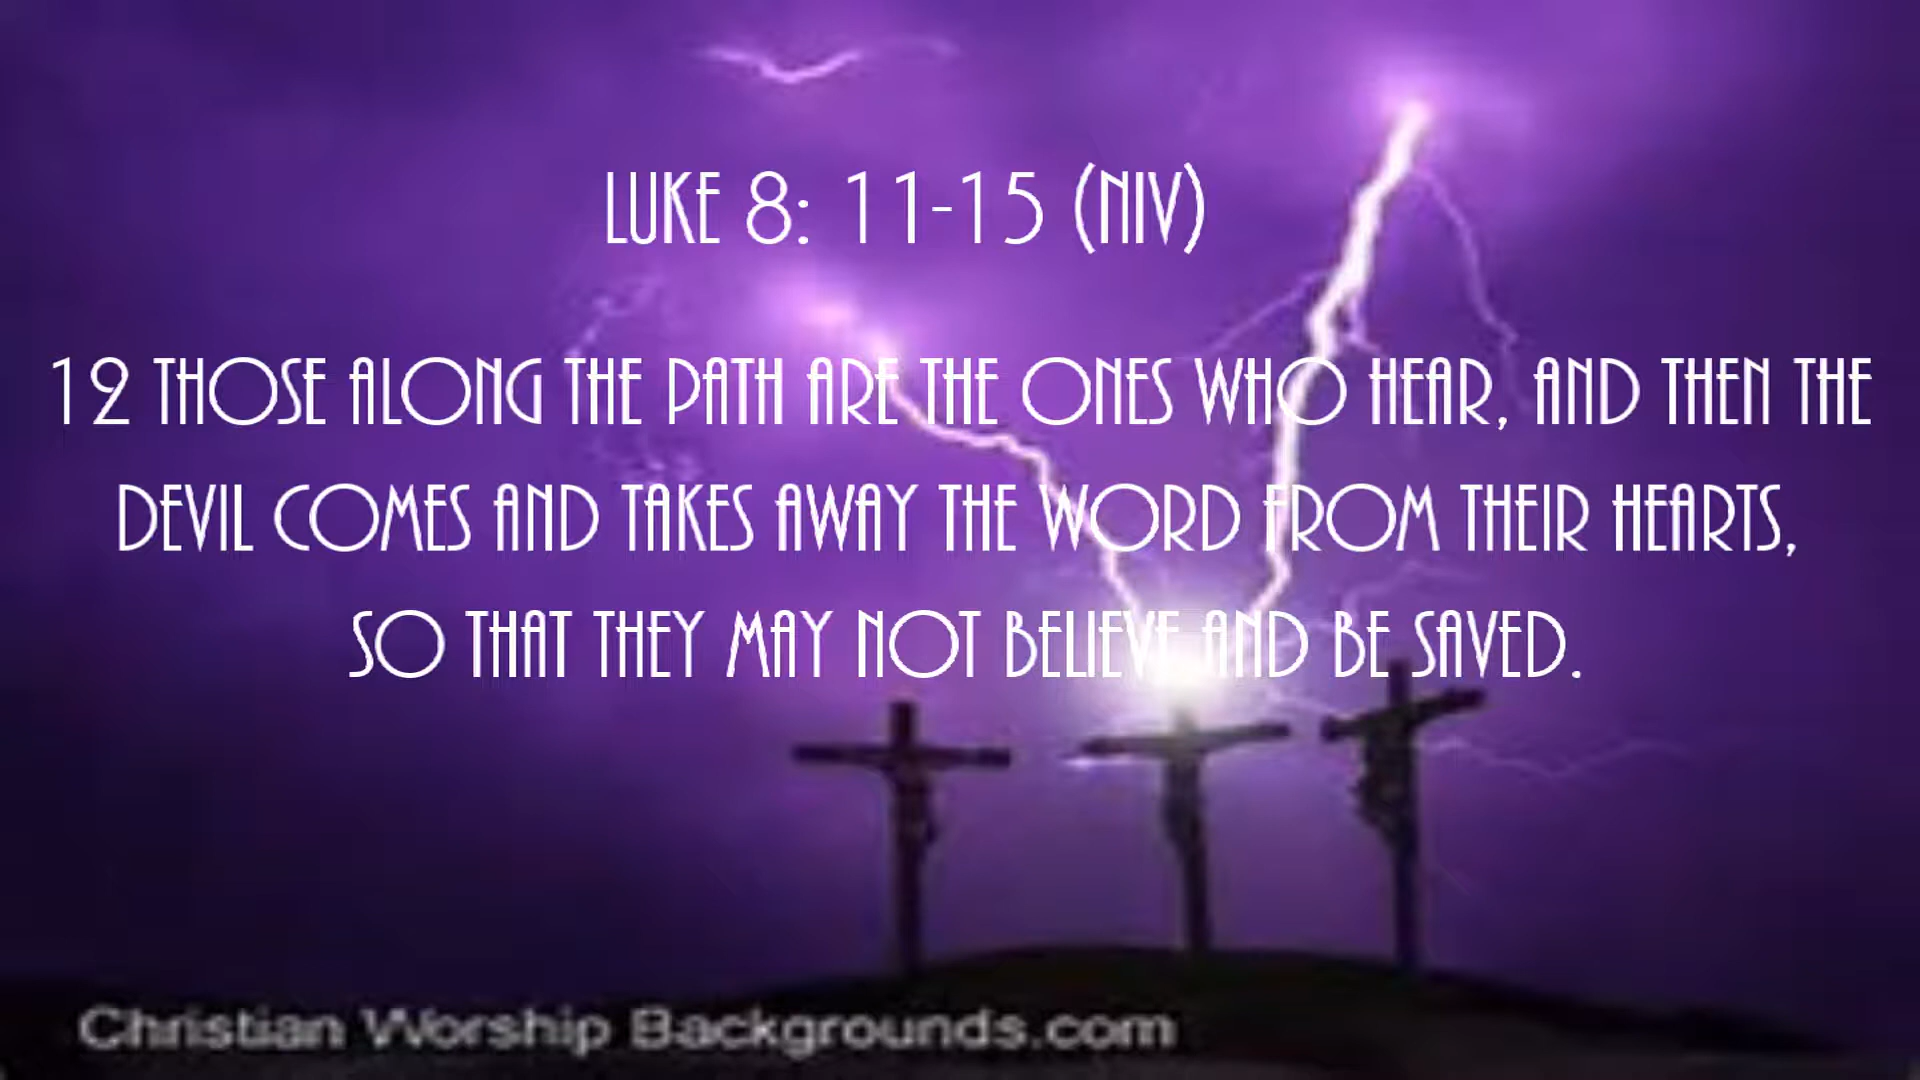 LUKE 8: 11-15 (NIV)
12 THOSE ALONG THE PATH ARE THE ONES WHO HEAR, AND THEN THE
DEVIL COMES AND TAKES AWAY THE WORD FROM THEIR HEARTS,
SO THAT THEY MAY NOT BELIEVE AND BE SAVED.
Christian Worship Backgrounds.com